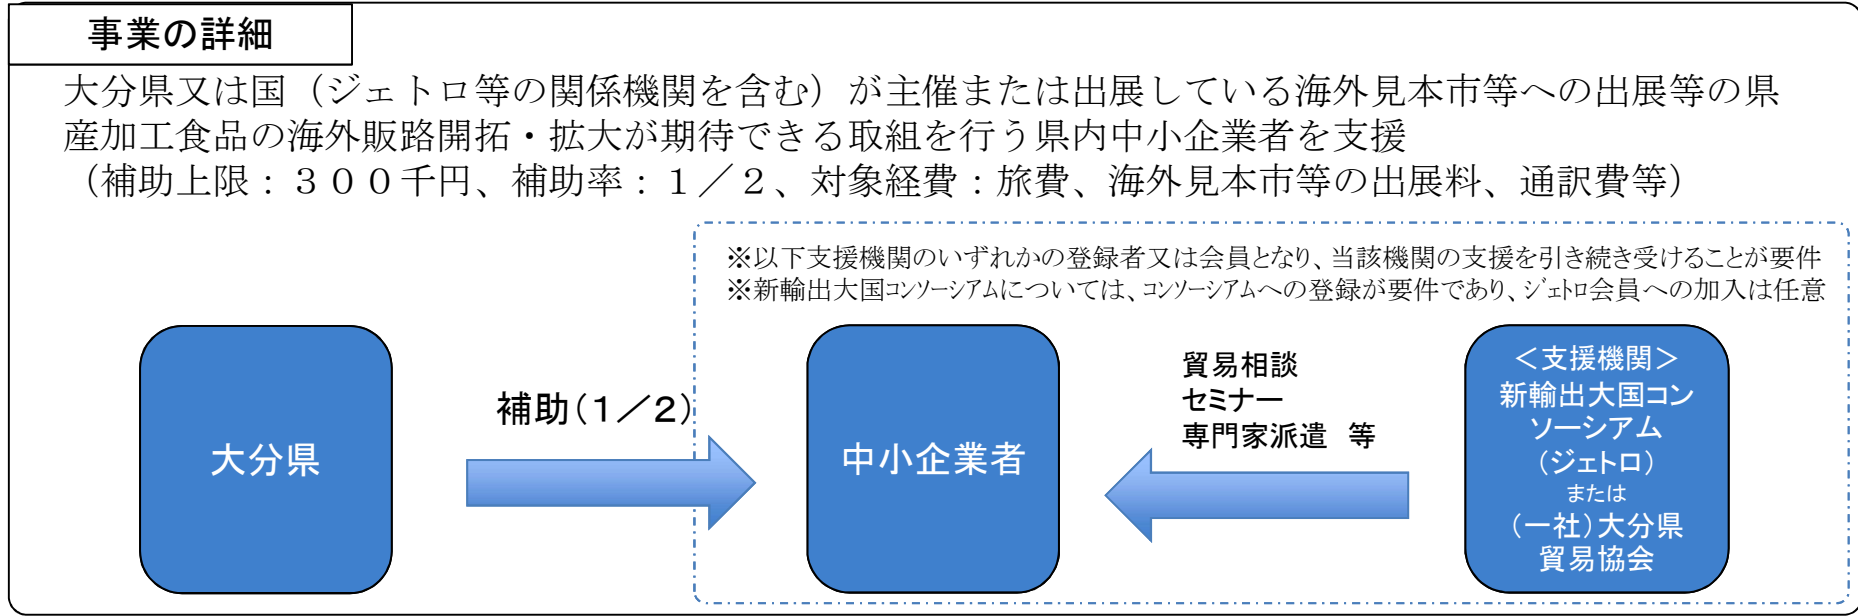 事業の詳細
大分県又は国（ジェトロ等の関係機関を含む）が主催または出展している海外見本市等への出展等の県
産加工食品の海外販路開拓・拡大が期待できる取組を行う県内中小企業者を支援
（補助上限：３００千円、補助率：１／２、対象経費：旅費、海外見本市等の出展料、通訳費等）
※以下支援機関のいずれかの登録者又は会員となり、当該機関の支援を引き続き受けることが要件
※新輸出大国ｺﾝｿｰｼｱﾑについては、ｺﾝｿｰｼｱﾑへの登録が要件であり、ｼﾞｪﾄﾛ会員への加入は任意
大分県
補助（１／２）
中小企業者
貿易相談
セミナー
専門家派遣　等
＜支援機関＞
新輸出大国コン
ソーシアム
（ジェトロ）
または
（一社）大分県
貿易協会